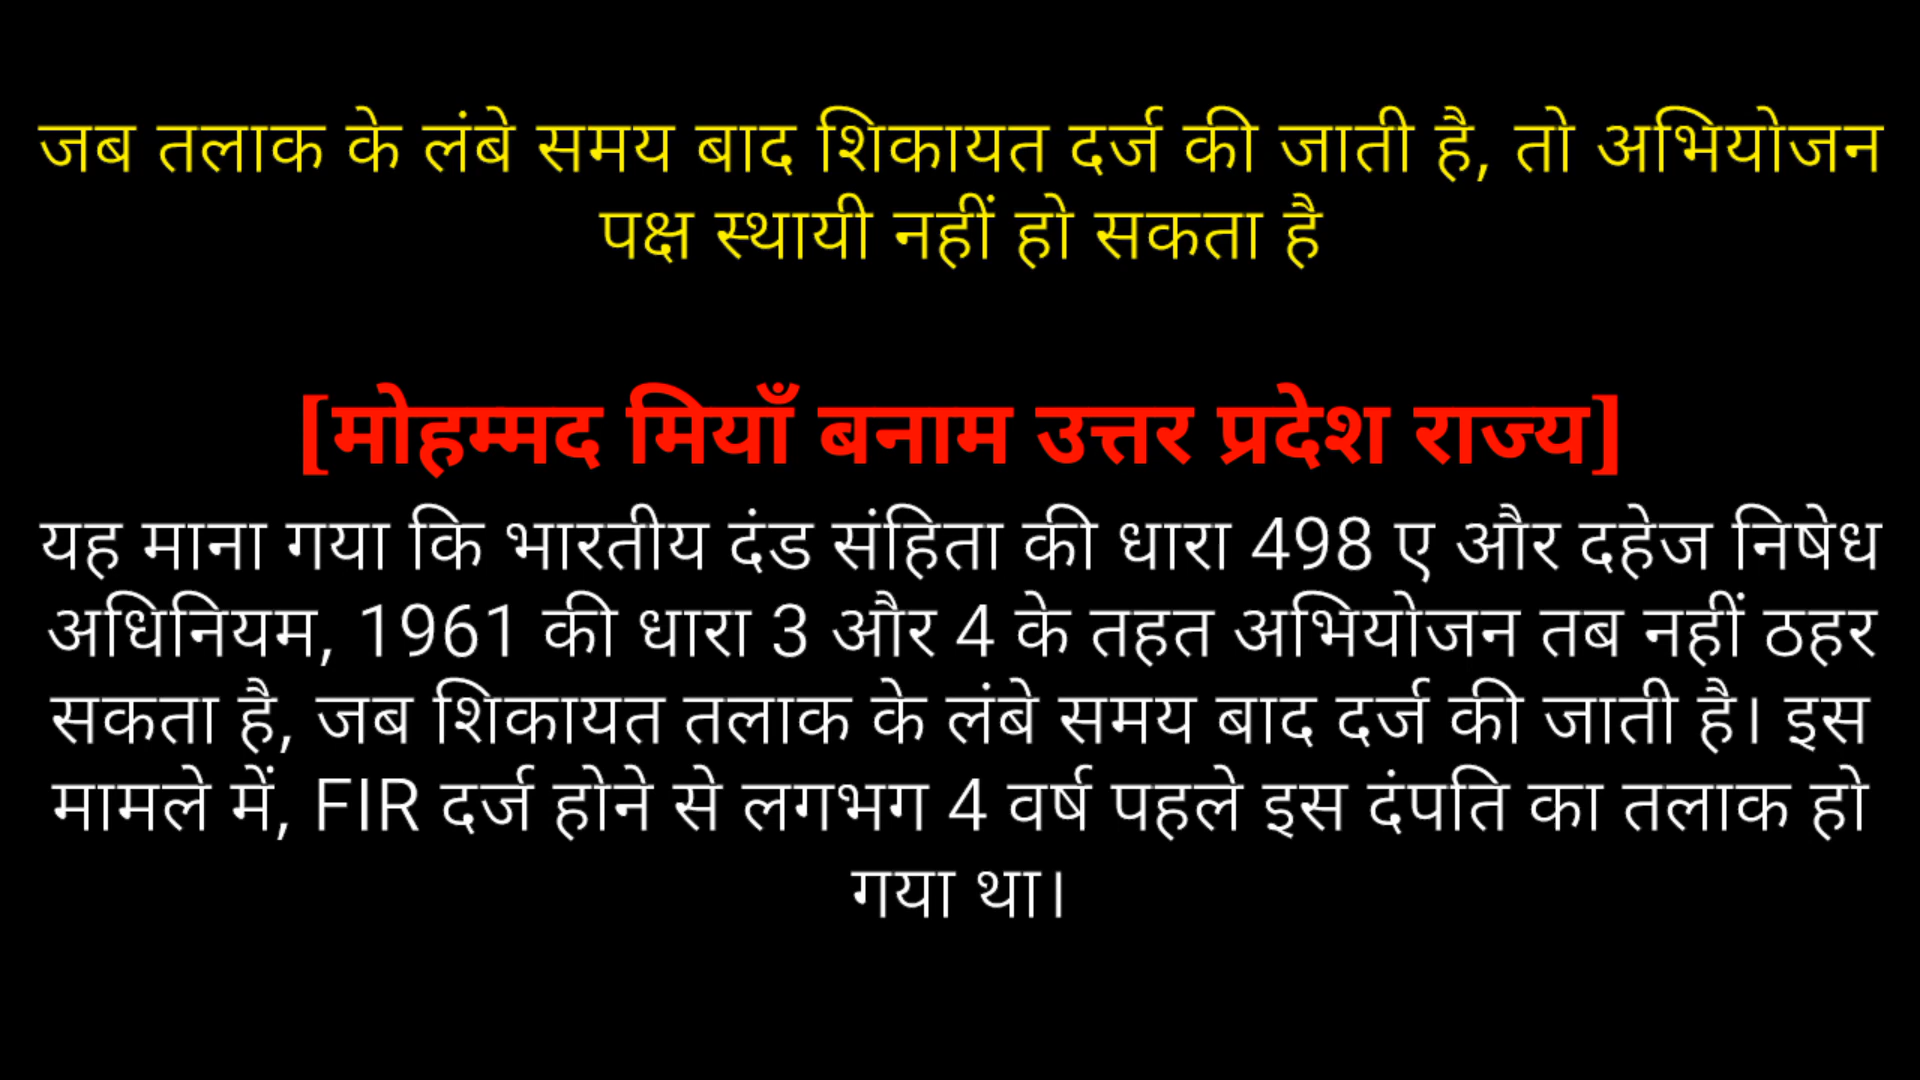 जब तलाक के लंबे समय बाद शिकायत दर्ज की जाती है, तो अभियोजन
पक्ष स्थायी नहीं हो सकता है
[मोहम्मद मियाँ बनाम उत्तर प्रदेश राज्य]
यह माना गया कि भारतीय दंड संहिता की धारा 498 ए और दहेज निषेध
अधिनियम, 1961 की धारा 3 और 4 के तहत अभियोजन तब नहीं ठहर
सकता है, जब शिकायत तलाक के लंबे समय बाद दर्ज की जाती है। इस
मामले में, FIR दर्ज होने से लगभग 4 वर्ष पहले इस दंपति का तलाक हो
गया था।